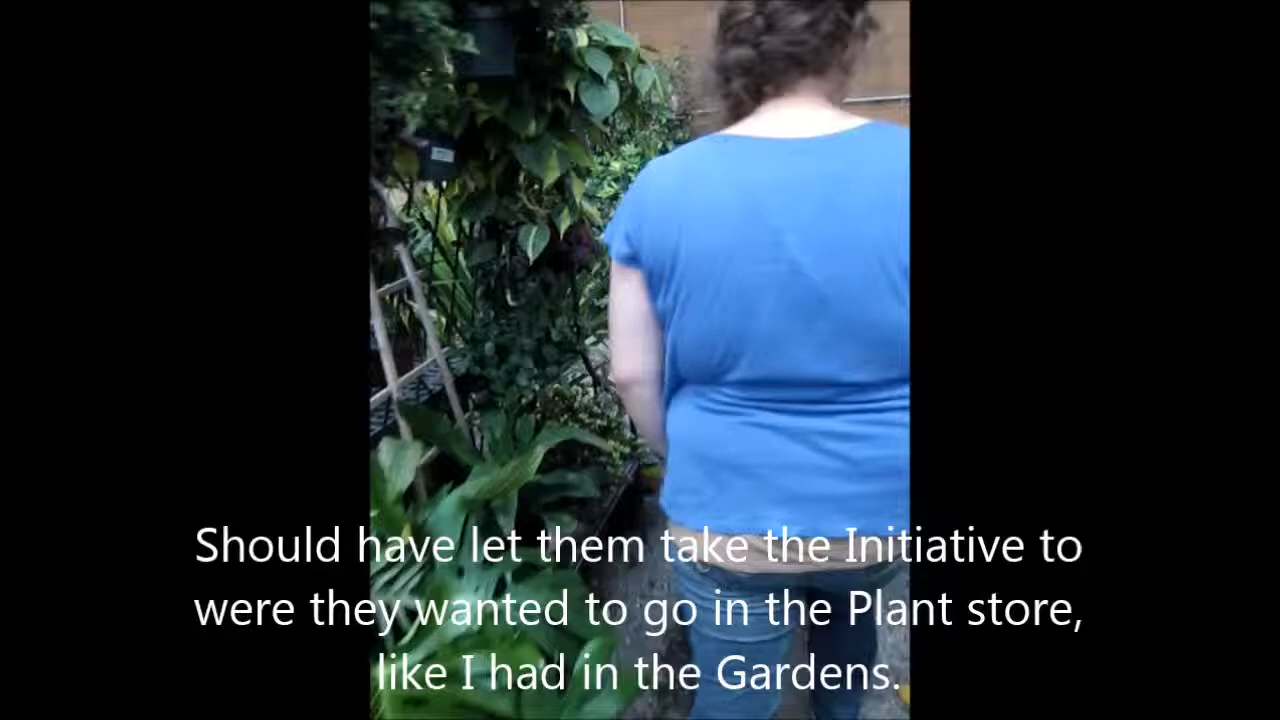 Should have let them take the Initiative to
were they wanted to go in the Plant store,
like I had in the Gardens.